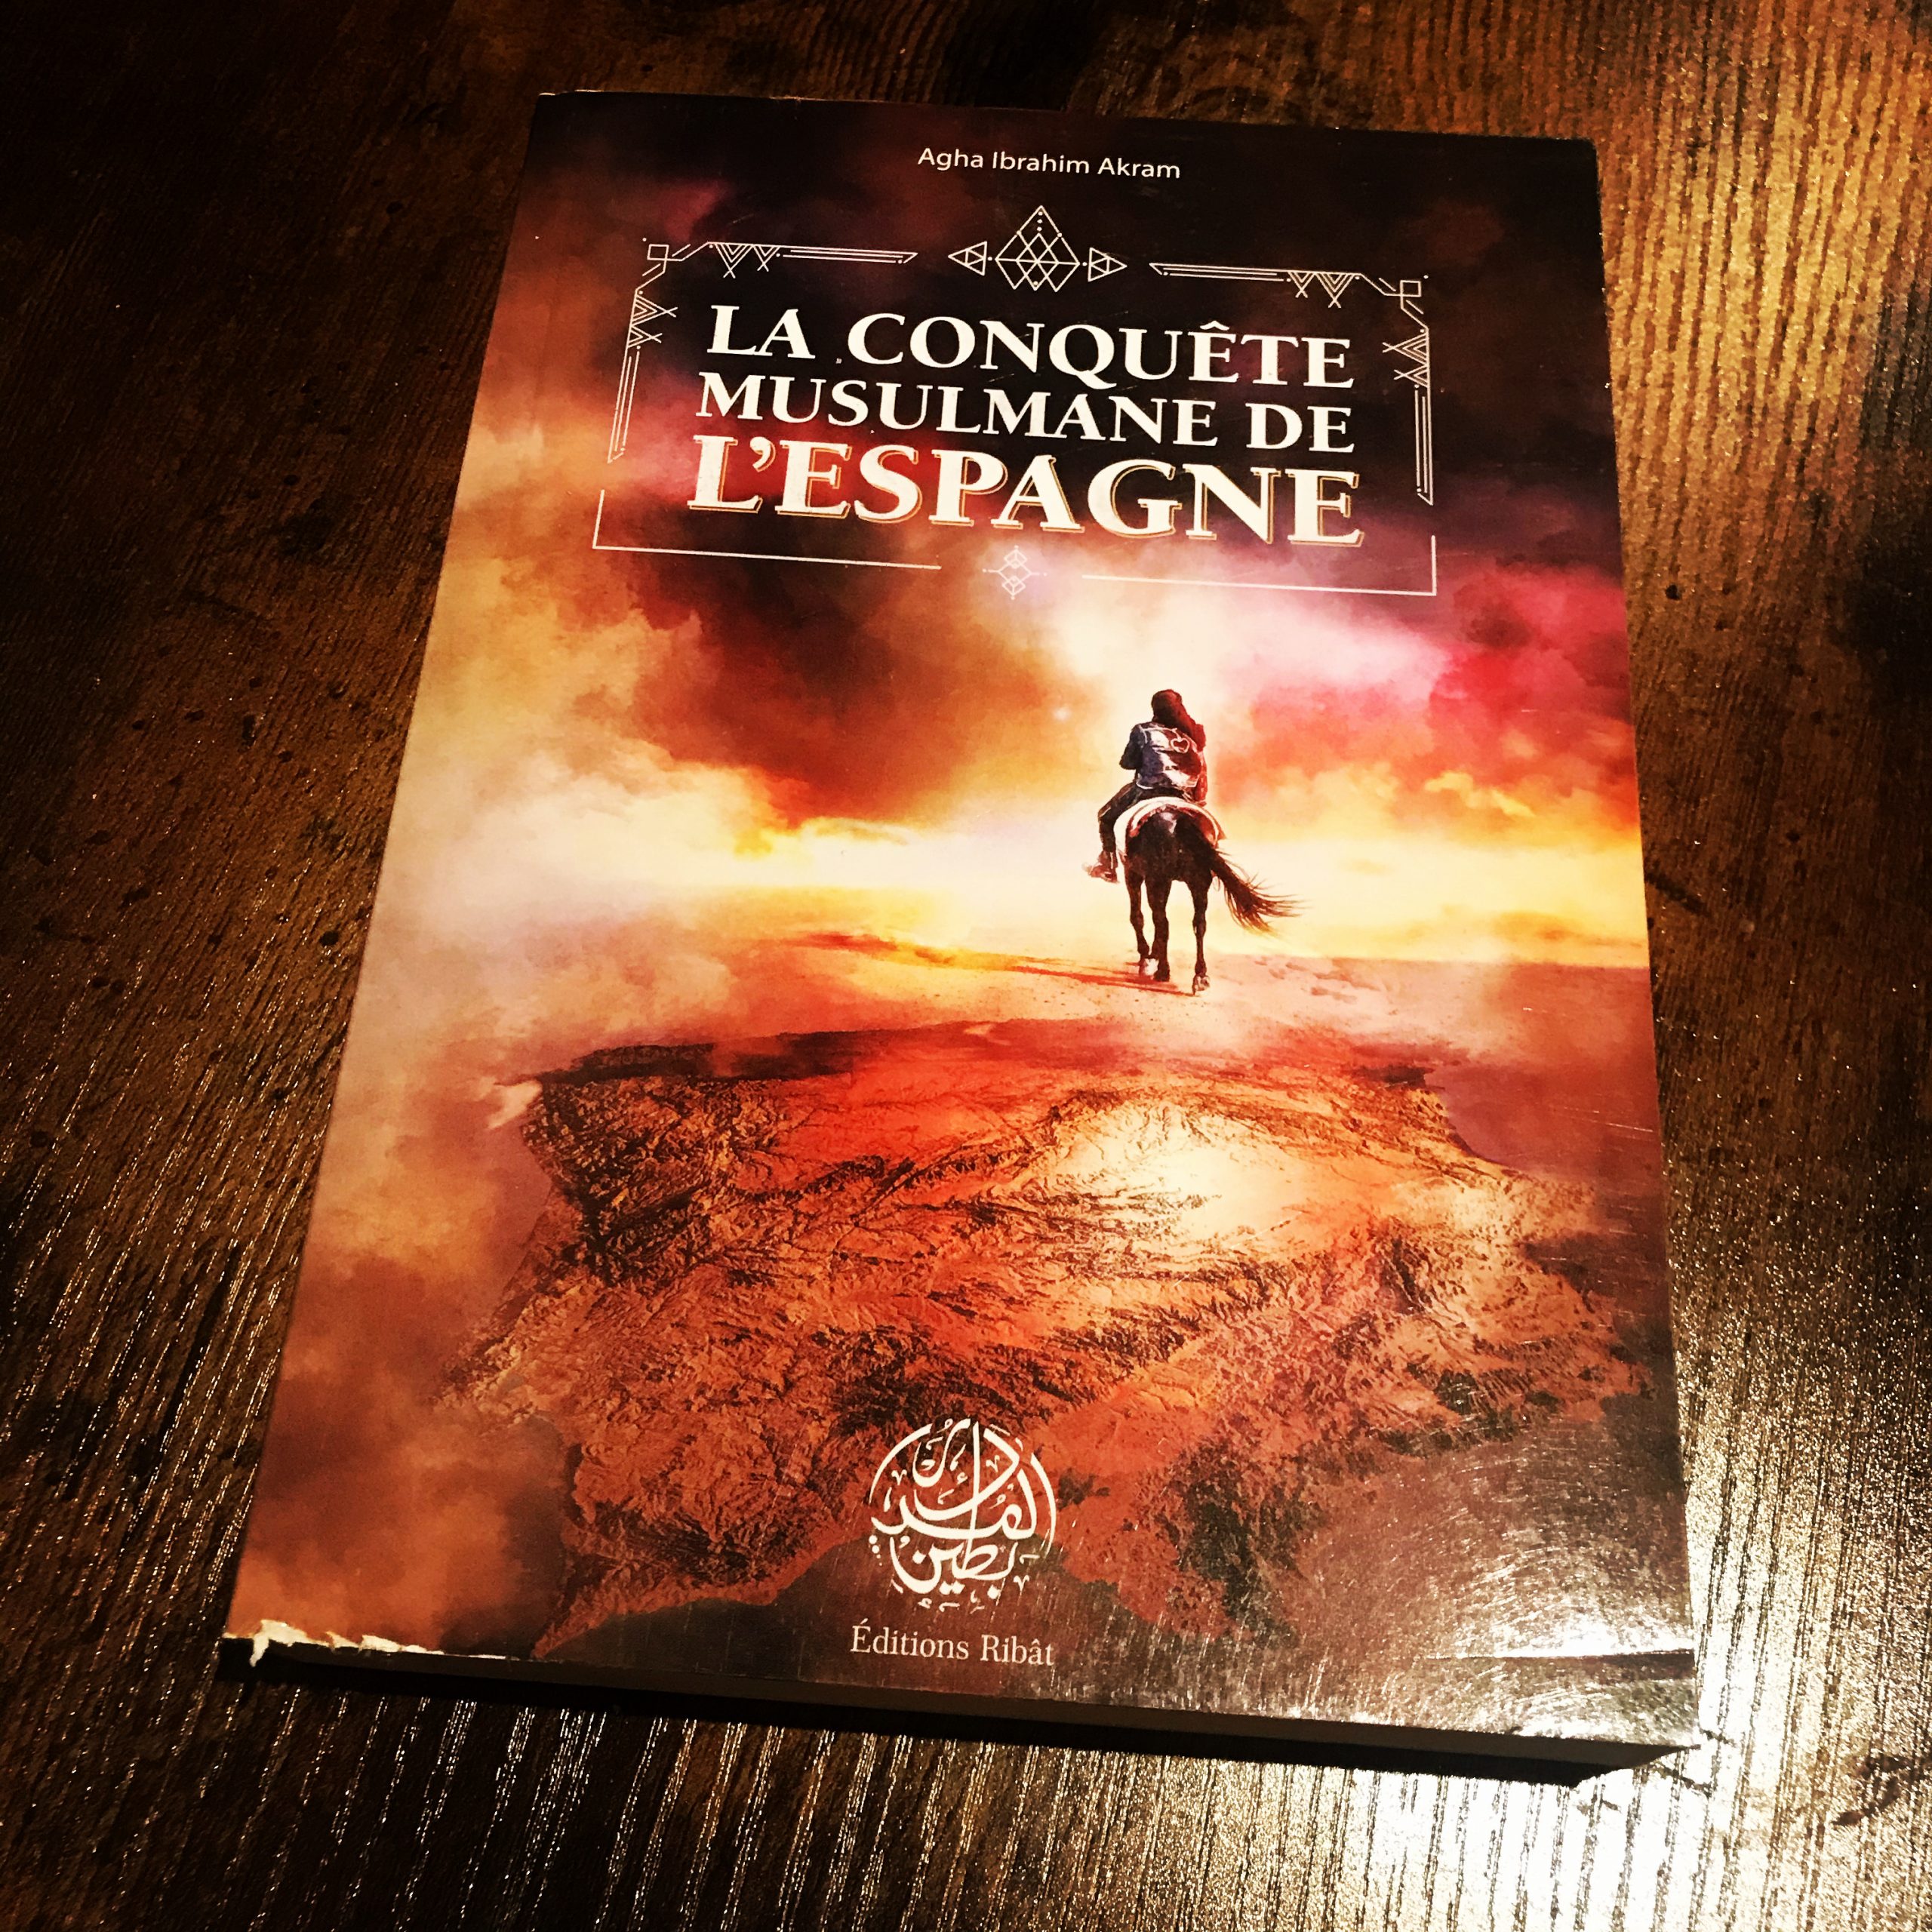 Agha Ibrahim Akram
LA CONQUÊTE
MUSULMANE DE
L'ESPAGNE
Éditions Ribât